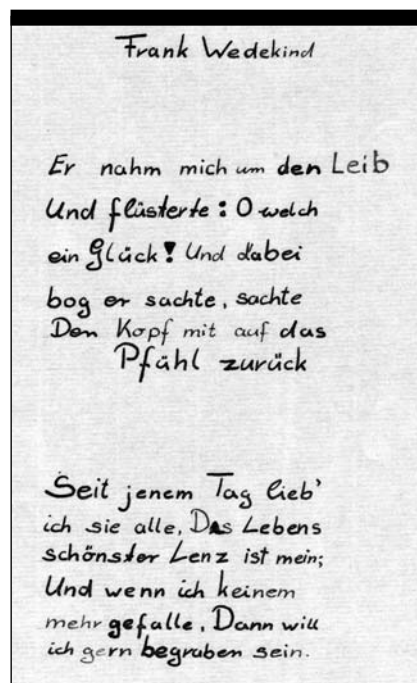 Frank Wedekind
Er nahm mich um den Leib
Und flüsterte: O welch
ein Glück! Und dabei
bog er sachte, sachte
Den Kopf mit auf das
Pfühl zurück
Seit jenem Tag lieb'
ich sie alle, Des Lebens
schönster Lenz ist mein;
Und wenn ich keinem
mehr gefalle, Dann will
ich gern begraben sein.